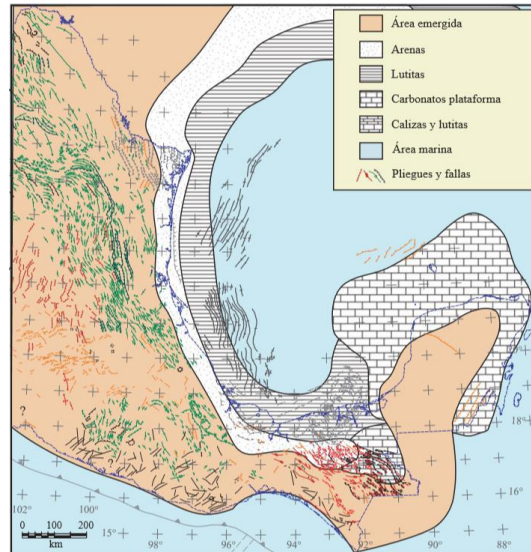 Área emergida
Arenas
Lutitas
Carbonatos plataforma
Calizas y lutitas
Área marina
Pliegues y fallas
?
18°
16°
102°
100°
0 100 200
km
15°
98°
96°
94°
92°
90°
88°